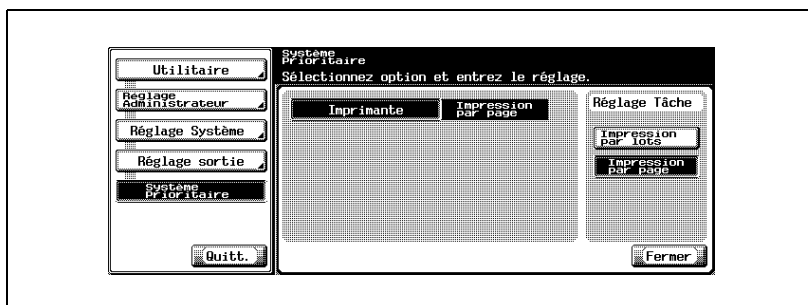 Utilitaire
Réglage
Administrateur
Réglage Système
Réglage sortie
Système
Prioritaire
Quitt.
Système
Prioritaire
Sélectionnez option et entrez le réglage.
Imprimante
Impression
par page
Réglage Tâche
Impression
par lots
Impression
par page
Fermer